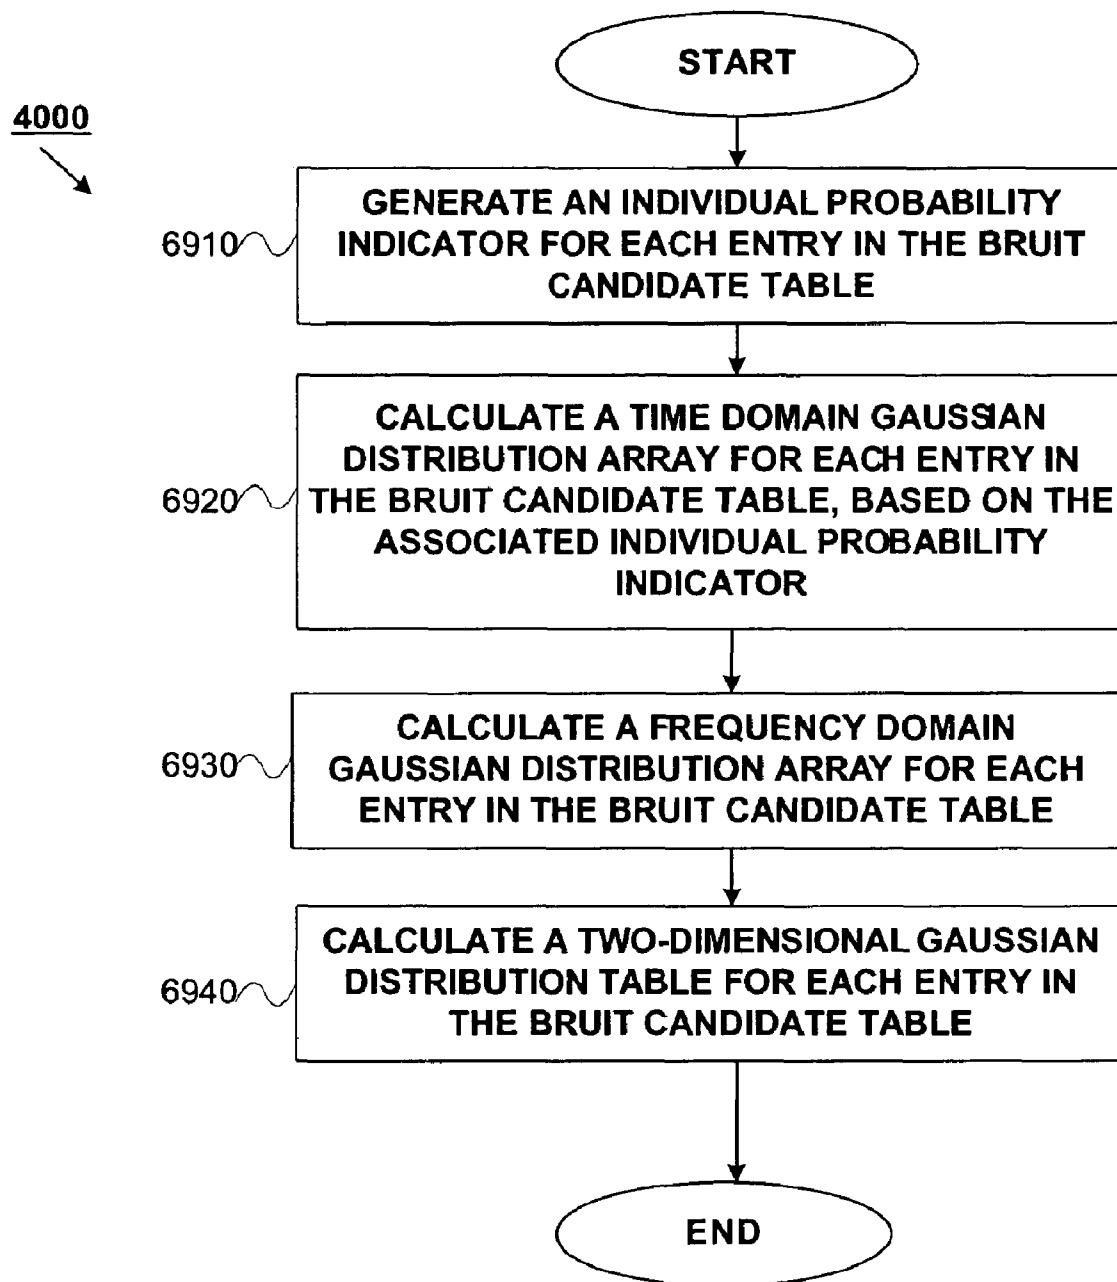 START
4000
6910
GENERATE AN INDIVIDUAL PROBABILITY
INDICATOR FOR EACH ENTRY IN THE BRUIT
CANDIDATE TABLE
6920
CALCULATE A TIME DOMAIN GAUSSIAN
DISTRIBUTION ARRAY FOR EACH ENTRY IN
THE BRUIT CANDIDATE TABLE, BASED ON THE
ASSOCIATED INDIVIDUAL PROBABILITY
INDICATOR
6930
CALCULATE A FREQUENCY DOMAIN
GAUSSIAN DISTRIBUTION ARRAY FOR EACH
ENTRY IN THE BRUIT CANDIDATE TABLE
6940
CALCULATE A TWO-DIMENSIONAL GAUSSIAN
DISTRIBUTION TABLE FOR EACH ENTRY IN
THE BRUIT CANDIDATE TABLE
END